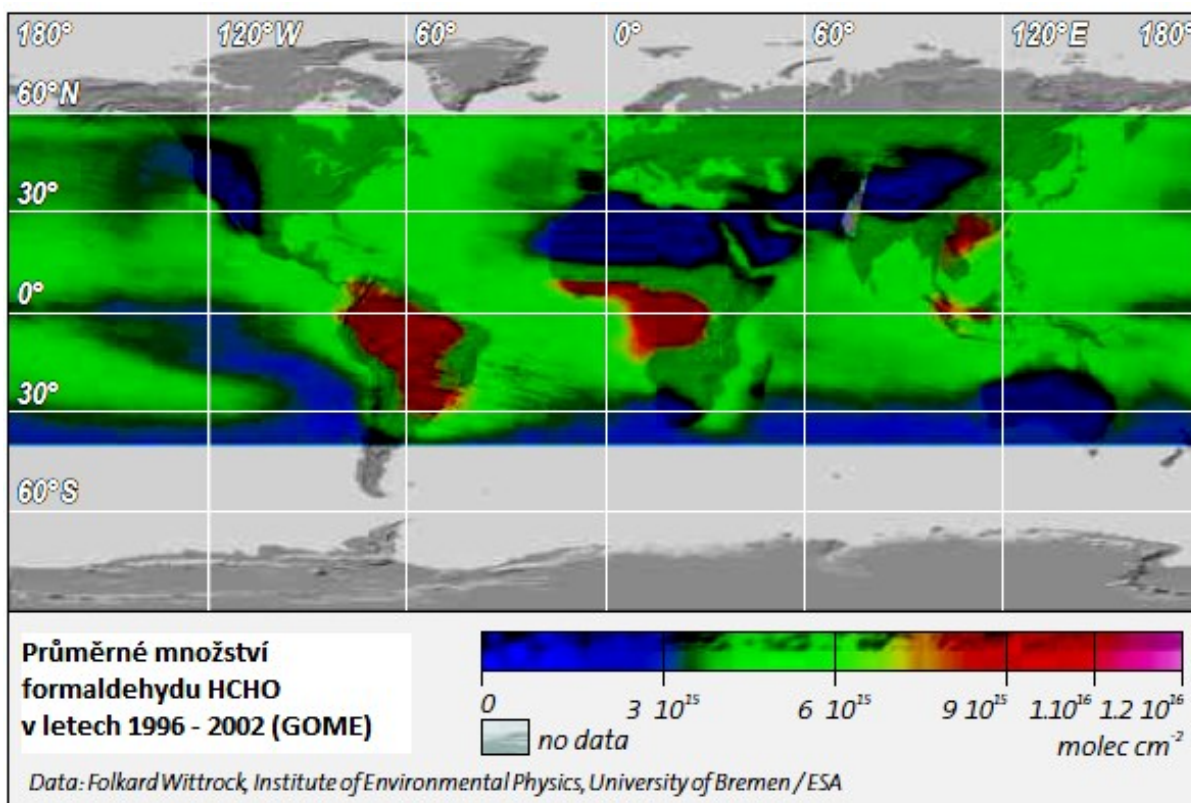 180° 120°W 60° 0° 60° 120°E 180°
60°N
30°
0°
30°
60°S
Průměrné množství
formaldehydu HCHO
v letech 1996 - 2002 (GOME)
0 3 10¹⁵ 6 10¹⁵ 9 10¹⁵ 1.10¹⁶ 1.2 10¹⁶
no data
molec cm⁻²
Data: Folkard Wittrock, Institute of Environmental Physics, University of Bremen / ESA